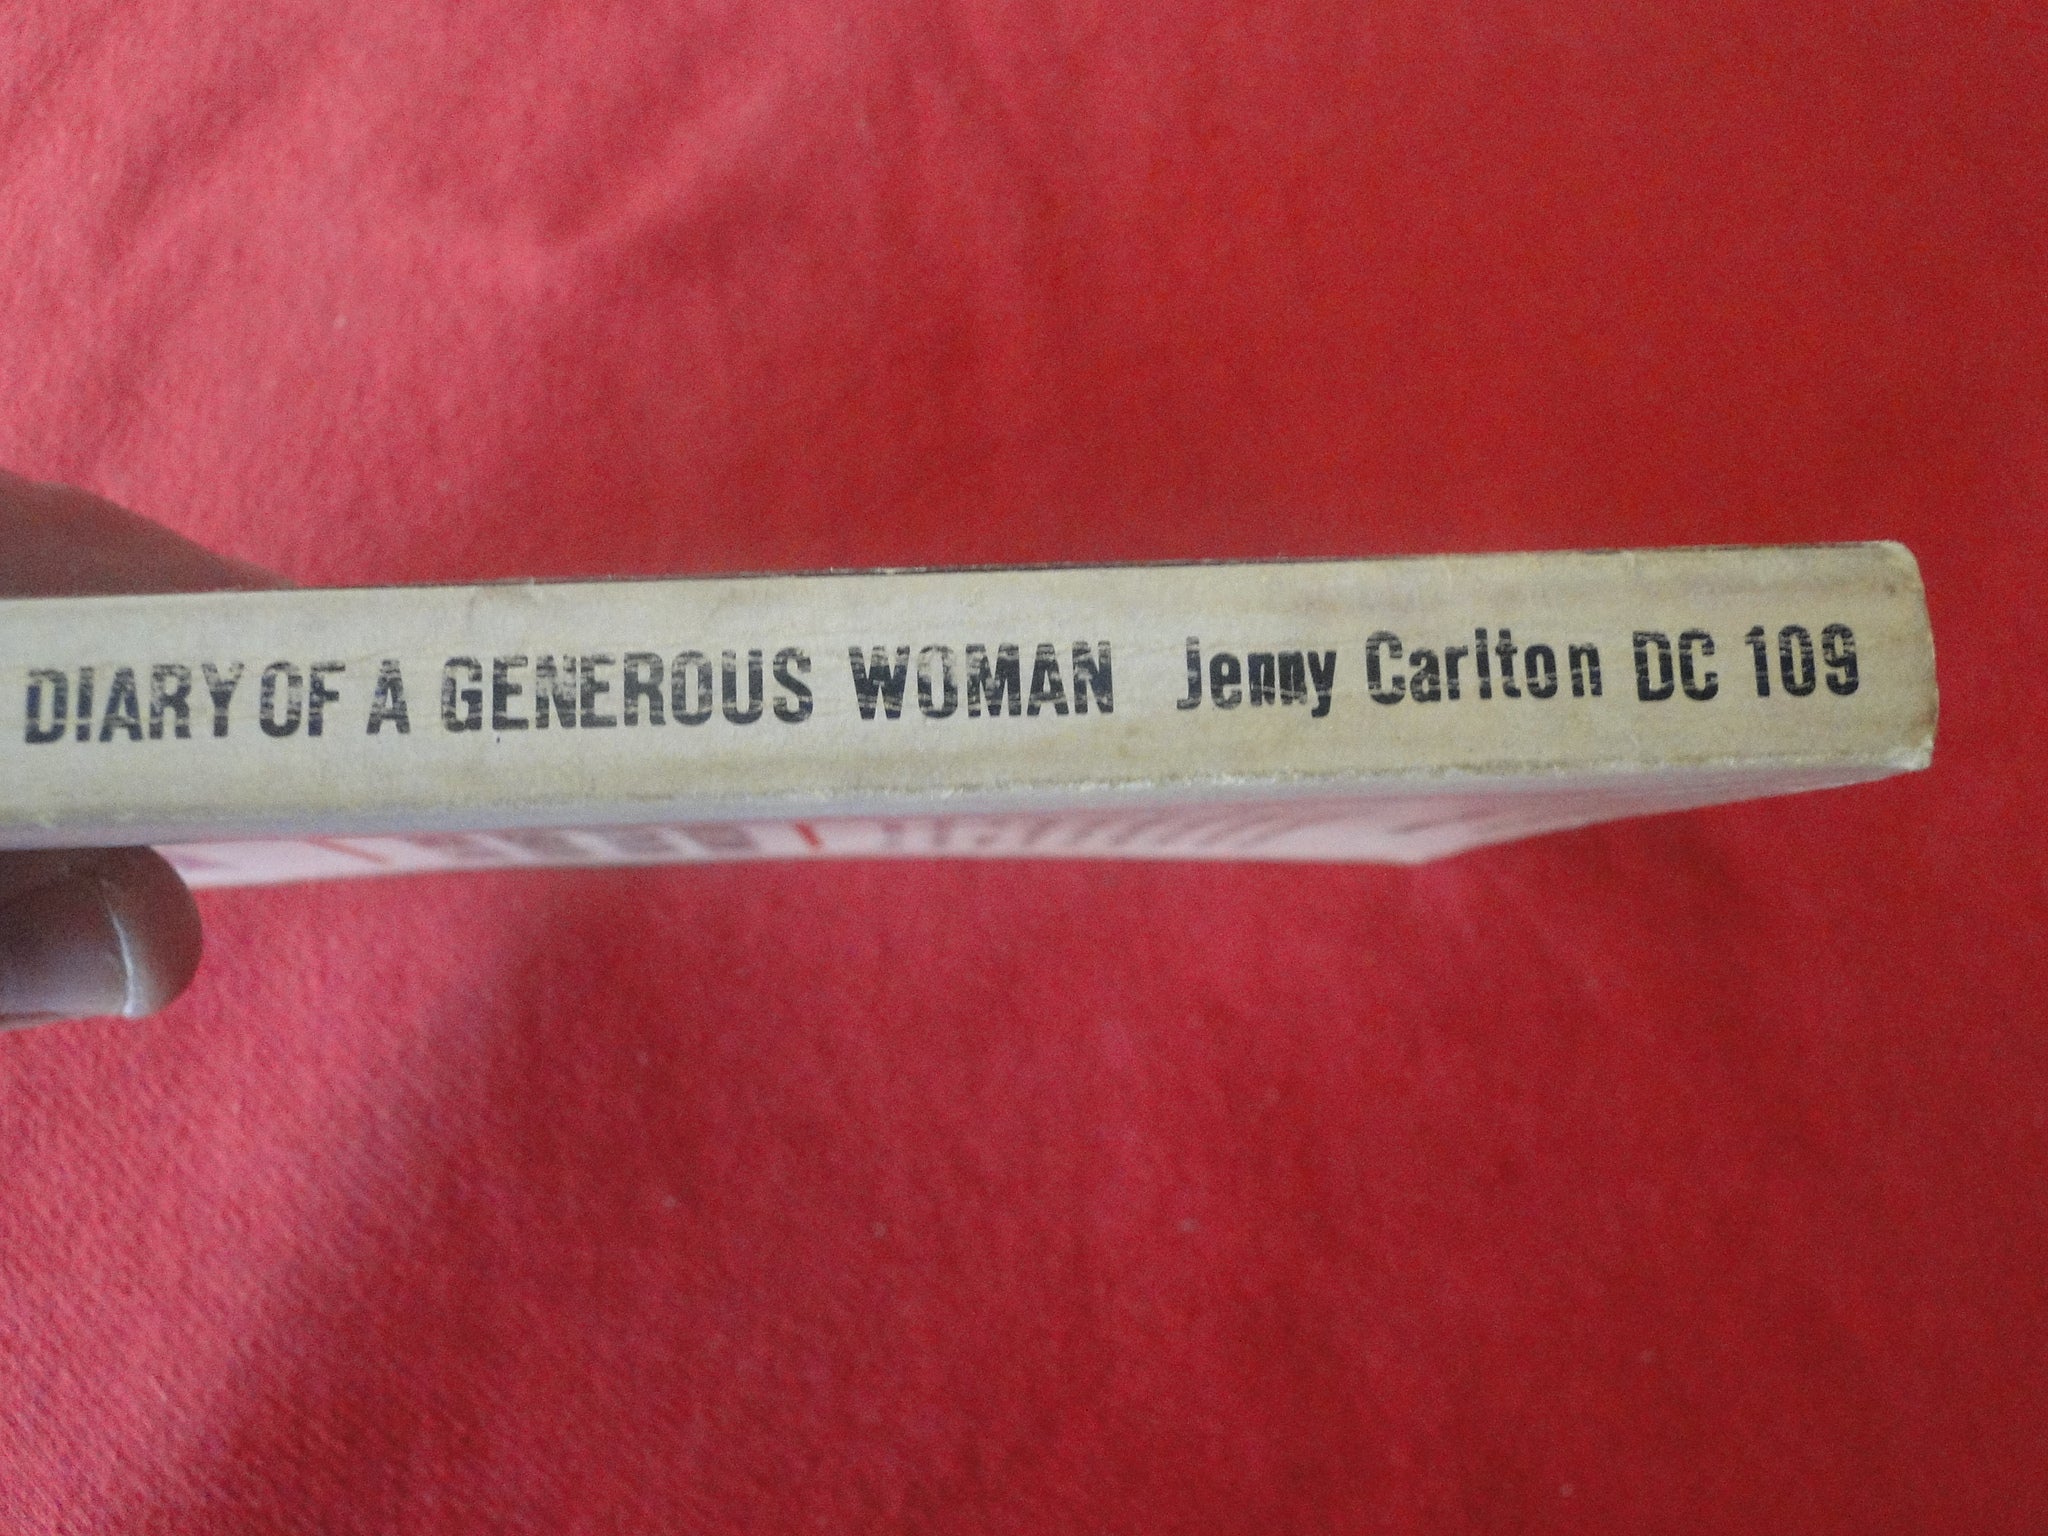 DIARY OF A GENEROUS WOMAN Jenny Carlton DC 109